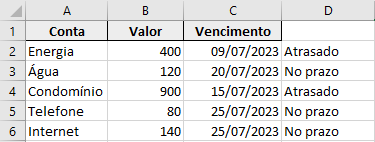 A B C D
1 Conta Valor Vencimento
2 Energia 400 09/07/2023 Atrasado
3 Água 120 20/07/2023 No prazo
4 Condomínio 900 15/07/2023 Atrasado
5 Telefone 80 25/07/2023 No prazo
6 Internet 140 25/07/2023 No prazo